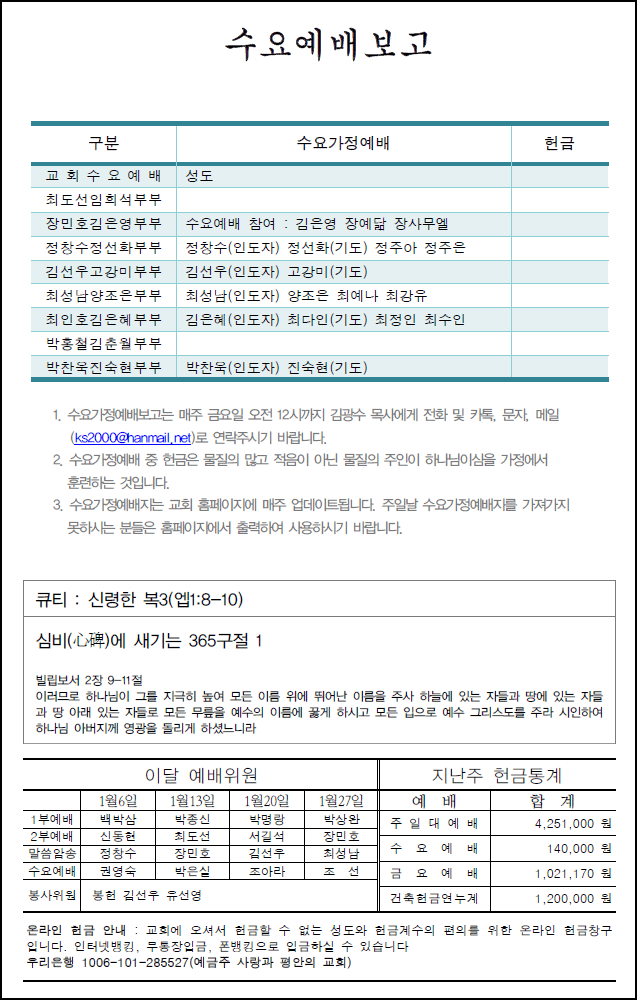 수요예배보고
구분 수요가정예배 헌금
교 회 수 요 예 배 성도
최도선임희석부부
장민호김은영부부 수요예배 참여 : 김은영 장예닮 장사무엘
정창수정선화부부 정창수(인도자) 정선화(기도) 정주아 정주은
김선우고강미부부 김선우(인도자) 고강미(기도)
최성남양조은부부 최성남(인도자) 양조은 최예나 최강유
최인호김은혜부부 김은혜(인도자) 최다인(기도) 최정인 최수인
박홍철김춘월부부
박찬욱진숙현부부 박찬욱(인도자) 진숙현(기도)
1. 수요가정예배보고는 매주 금요일 오전 12시까지 김광수 목사에게 전화 및 카톡, 문자, 메일
(ks2000@hanmail.net)로 연락주시기 바랍니다.
2. 수요가정예배 중 헌금은 물질의 많고 적음이 아닌 물질의 주인이 하나님이심을 가정에서
훈련하는 것입니다.
3. 수요가정예배지는 교회 홈페이지에 매주 업데이트됩니다. 주일날 수요가정예배지를 가져가지
못하시는 분들은 홈페이지에서 출력하여 사용하시기 바랍니다.
큐티 : 신령한 복3(엡1:8-10)
심비(心碑)에 새기는 365구절 1
빌립보서 2장 9-11절
이러므로 하나님이 그를 지극히 높여 모든 이름 위에 뛰어난 이름을 주사 하늘에 있는 자들과 땅에 있는 자들
과 땅 아래 있는 자들로 모든 무릎을 예수의 이름에 꿇게 하시고 모든 입으로 예수 그리스도를 주라 시인하여
하나님 아버지께 영광을 돌리게 하셨느니라
이달 예배위원
1월6일 1월13일 1월20일 1월27일
1부예배 백박삼 박종신 박명랑 박상완
2부예배 신동현 최도선 서길석 장민호
말씀암송 정창수 장민호 김선우 최성남
수요예배 권영숙 박은실 조아라 조 선
봉사위원 봉헌 김선우 유선영
지난주 헌금통계
예 배 합 계
주 일 대 예 배 4,251,000 원
수 요 예 배 140,000 원
금 요 예 배 1,021,170 원
건축헌금연누계 1,200,000 원
온라인 헌금 안내 : 교회에 오셔서 헌금할 수 없는 성도와 헌금계수의 편의를 위한 온라인 헌금창구
입니다. 인터넷뱅킹, 무통장입금, 폰뱅킹으로 입금하실 수 있습니다
우리은행 1006-101-285527(예금주 사랑과 평안의 교회)